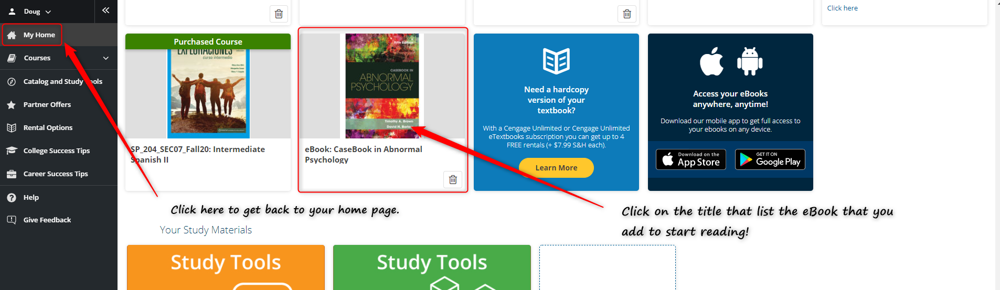 Doug
My Home
Courses
Catalog and Study Tools
Partner Offers
Rental Options
College Success Tips
Career Success Tips
Help
Give Feedback
Click here
Purchased Course
EXPLORACIONES
curso intermedio
SP_204_SEC07_Fall20: Intermediate
Spanish II
Fifth Edition
CASEBOOK IN
ABNORMAL
PSYCHOLOGY
Timothy A. Brown
David H. Barlow
eBook: CaseBook in Abnormal
Psychology
Need a hardcopy
version of your
textbook?
With a Cengage Unlimited or Cengage Unlimited
eTextbooks subscription you can get up to 4
FREE rentals (+ $7.99 S&H each).
Learn More
Access your eBooks
anywhere, anytime!
Download our mobile app to get full access to
your ebooks on any device.
Download on the
App Store
GET IT ON
Google Play
Click here to get back to your home page.
Click on the title that list the eBook that you
add to start reading!
Your Study Materials
Study Tools
Study Tools